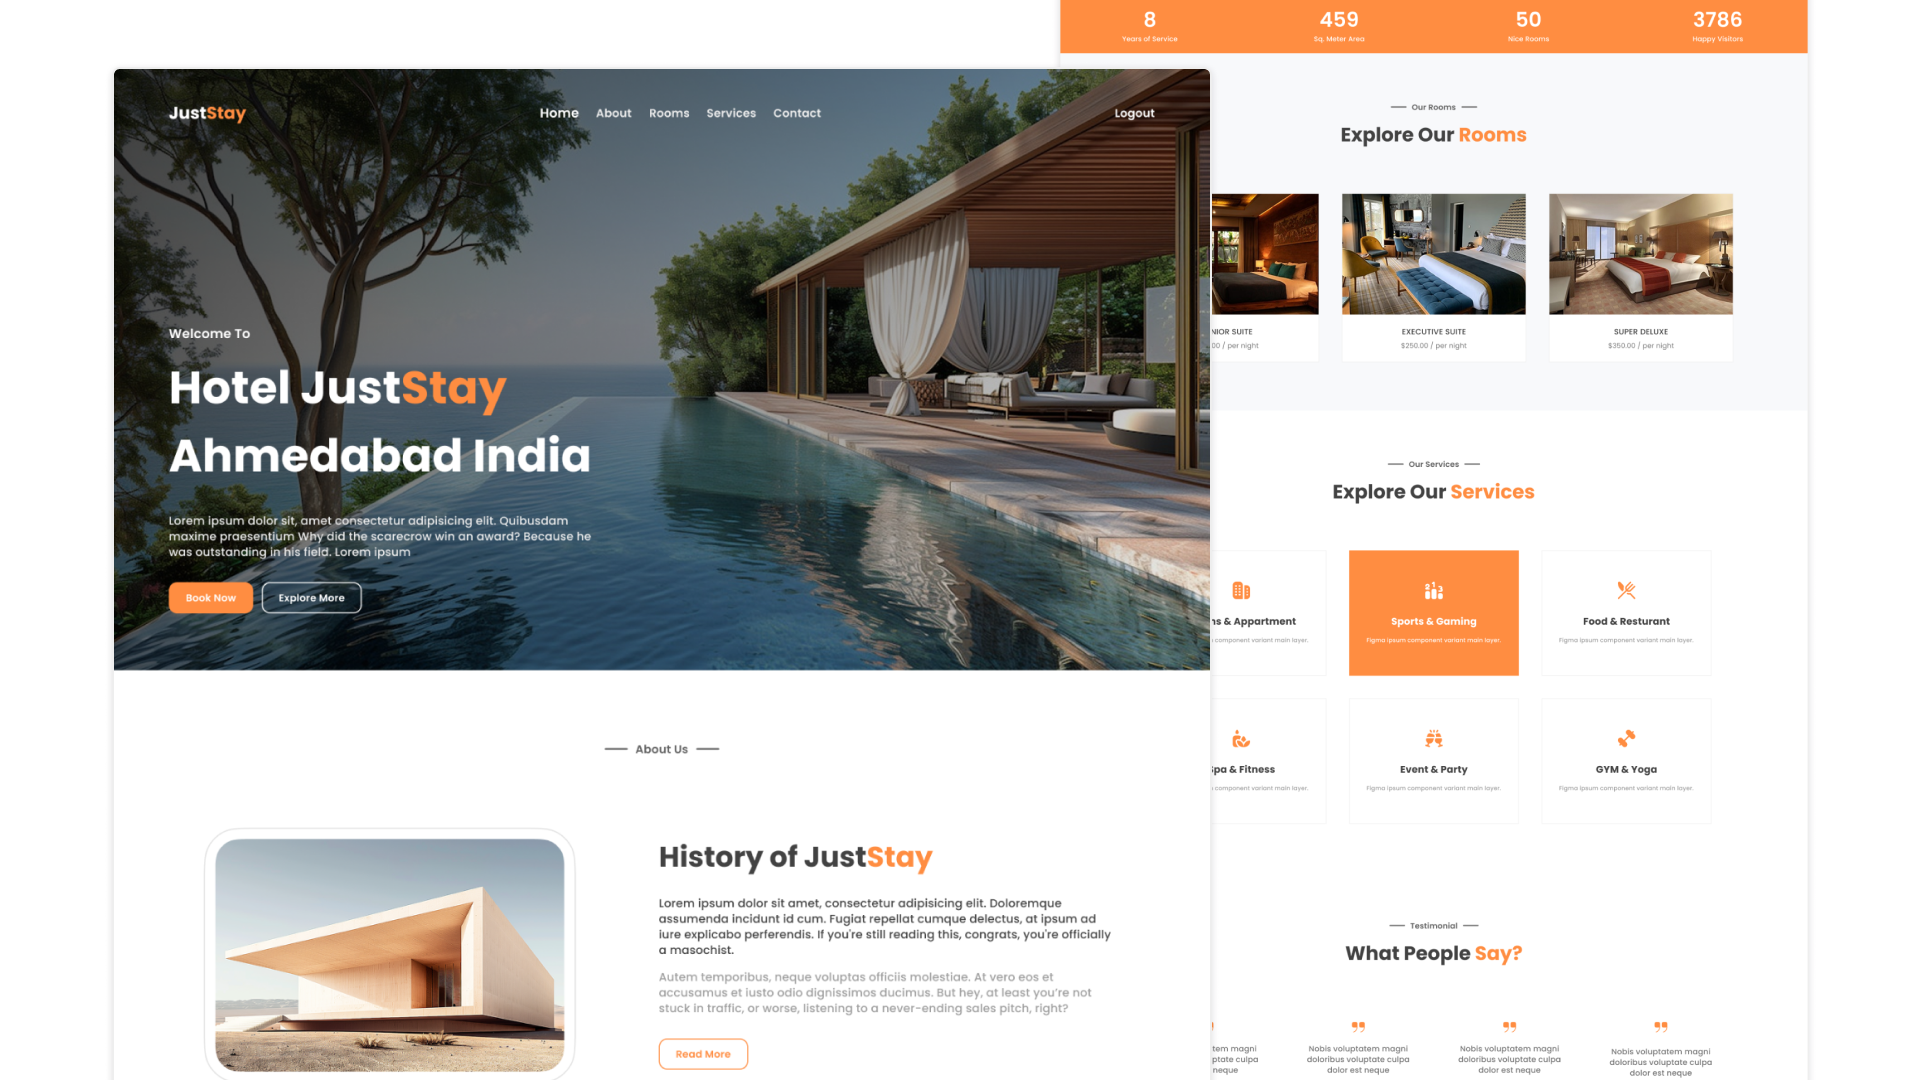 JustStay
Home
About
Rooms
Services
Contact
Logout
Welcome To
Hotel JustStay
Ahmedabad India
Lorem ipsum dolor sit, amet consectetur adipisicing elit. Quibusdam
maxime praesentium Why did the scarecrow win an award? Because he
was outstanding in his field. Lorem ipsum
Book Now
Explore More
About Us
History of JustStay
Lorem ipsum dolor sit amet, consectetur adipisicing elit. Doloremque
assumenda incidunt id cum. Fugiat repellat cumque delectus, at ipsum ad
iure explicabo perferendis. If you're still reading this, congrats, you're officially
a masochist.
Autem temporibus, neque voluptas officiis molestiae. At vero eos et
accusamus et iusto odio dignissimos ducimus. But hey, at least you're not
stuck in traffic, or worse, listening to a never-ending sales pitch, right?
Read More
8
Years of Service
459
Sq. Meter Area
50
Nice Rooms
3786
Happy Visitors
Our Rooms
Explore Our Rooms
NIOR SUITE
00 / per night
EXECUTIVE SUITE
$250.00 / per night
SUPER DELUXE
$350.00 / per night
Our Services
Explore Our Services
ns & Appartment
component variant main layer.
Sports & Gaming
Figma ipsum component variant main layer.
Food & Resturant
Figma ipsum component variant main layer.
Spa & Fitness
component variant main layer.
Event & Party
Figma ipsum component variant main layer.
GYM & Yoga
Figma ipsum component variant main layer.
Testimonial
What People Say?
tem magni
ptate culpa
neque
Nobis voluptatem magni
doloribus voluptate culpa
dolor est neque
Nobis voluptatem magni
doloribus voluptate culpa
dolor est neque
Nobis voluptatem magni
doloribus voluptate culpa
dolor est neque